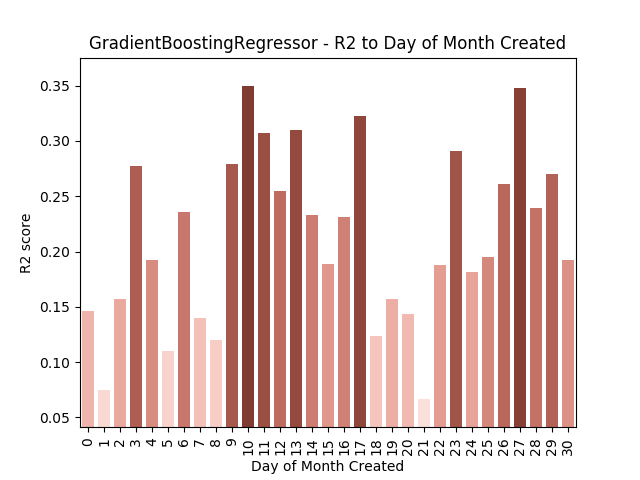 GradientBoostingRegressor - R2 to Day of Month Created
0.35
0.30
0.25
0.20
0.15
0.10
0.05
R2 score
0 1 2 3 4 5 6 7 8 9 10 11 12 13 14 15 16 17 18 19 20 21 22 23 24 25 26 27 28 29 30
Day of Month Created